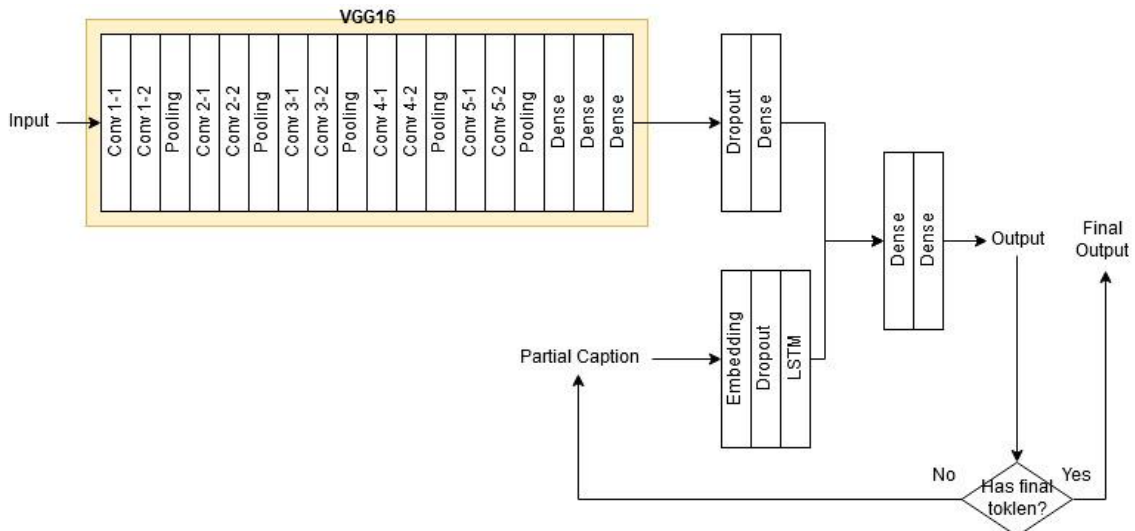 VGG16
Input
Conv 1-1
Conv 1-2
Pooling
Conv 2-1
Conv 2-2
Pooling
Conv 3-1
Conv 3-2
Pooling
Conv 4-1
Conv 4-2
Pooling
Conv 5-1
Conv 5-2
Pooling
Dense
Dense
Dense
Dropout
Dense
Dense
Dense
Output
Final
Output
Partial Caption
Embedding
Dropout
LSTM
No
Has final
toklen?
Yes